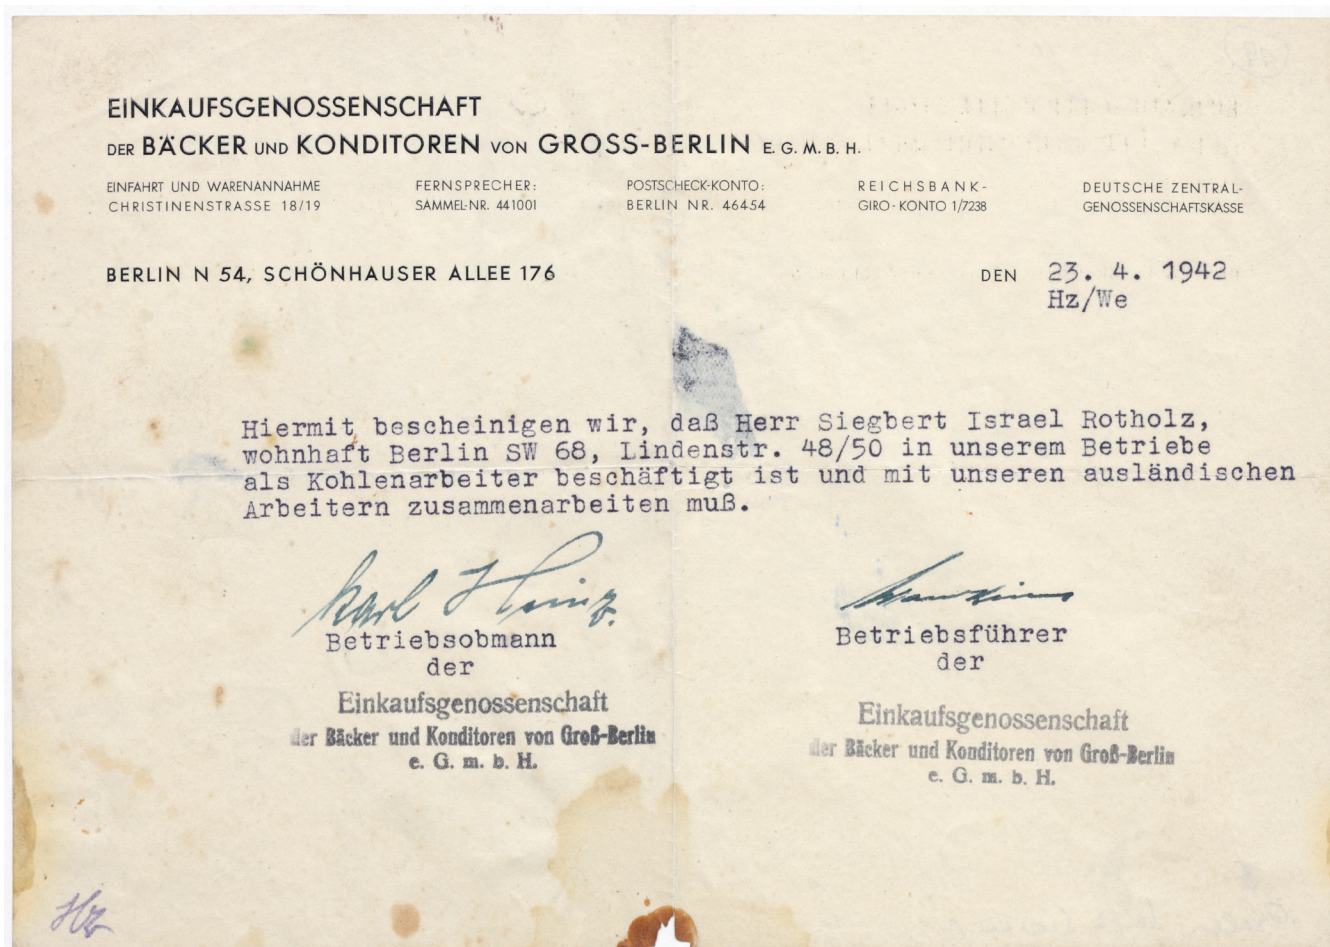 EINKAUFSGENOSSENSCHAFT
DER BÄCKER UND KONDITOREN VON GROSS-BERLIN E. G. M. B. H.
EINFAHRT UND WARENANNAHME
CHRISTINENSTRASSE 18/19
FERNSPRECHER:
SAMMEL-NR. 441001
POSTSCHECK-KONTO:
BERLIN NR. 46454
REICHSBANK-
GIRO-KONTO 1/7238
DEUTSCHE ZENTRAL-
GENOSSENSCHAFTSKASSE
BERLIN N 54, SCHÖNHAUSER ALLEE 176
DEN 23. 4. 1942
Hz/We
Hiermit bescheinigen wir, daß Herr Siegbert Israel Rotholz,
wohnhaft Berlin SW 68, Lindenstr. 48/50 in unserem Betriebe
als Kohlenarbeiter beschäftigt ist und mit unseren ausländischen
Arbeitern zusammenarbeiten muß.
Karl Heinz.
Betriebsobmann
der
Einkaufsgenossenschaft
der Bäcker und Konditoren von Groß-Berlin
e. G. m. b. H.
Betriebsführer
der
Einkaufsgenossenschaft
der Bäcker und Konditoren von Groß-Berlin
e. G. m. b. H.
Hz